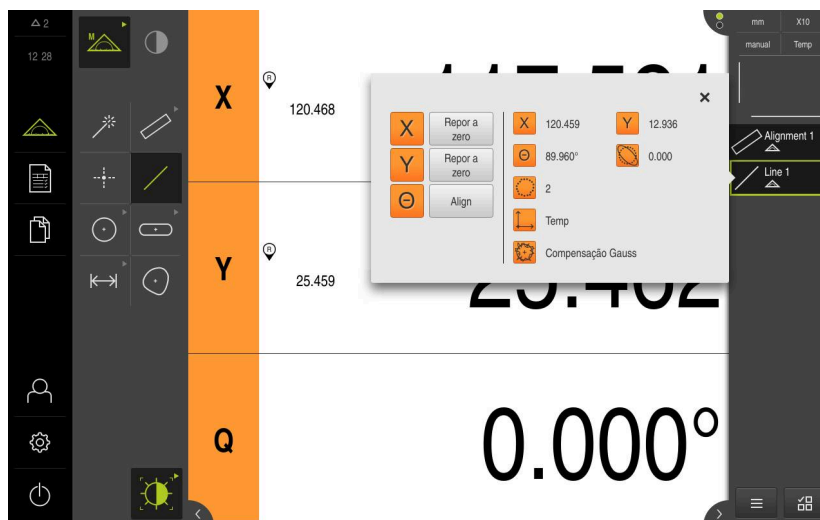 2
12 28
M
X
R
120.468
Y
R
25.459
Q
0.000°
X
Repor a
zero
Y
Repor a
zero
Θ
Align
X
120.459
Y
12.936
Θ
89.960°
0.000
2
Temp
Compensação Gauss
mm
X10
manual
Temp
Alignment 1
Line 1